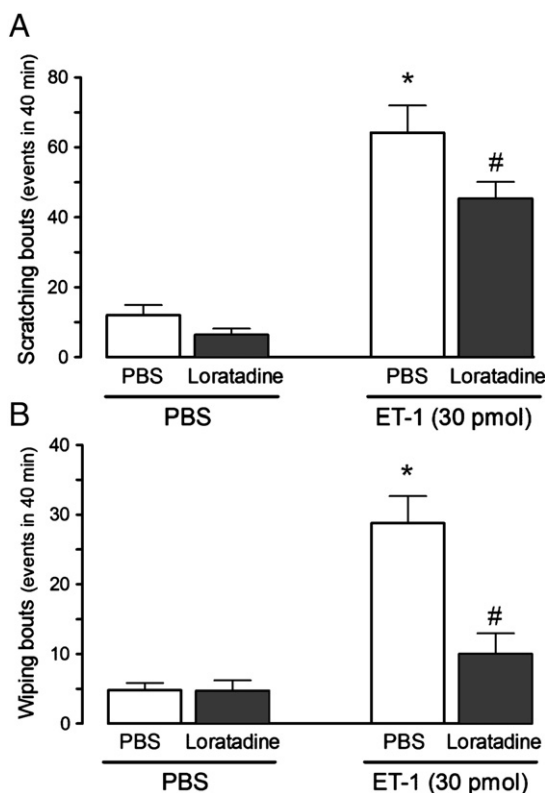 A
Scratching bouts (events in 40 min)
80
60
40
20
0
*
#
PBS Loratadine PBS Loratadine
PBS ET-1 (30 pmol)
B
Wiping bouts (events in 40 min)
40
30
20
10
0
*
#
PBS Loratadine PBS Loratadine
PBS ET-1 (30 pmol)